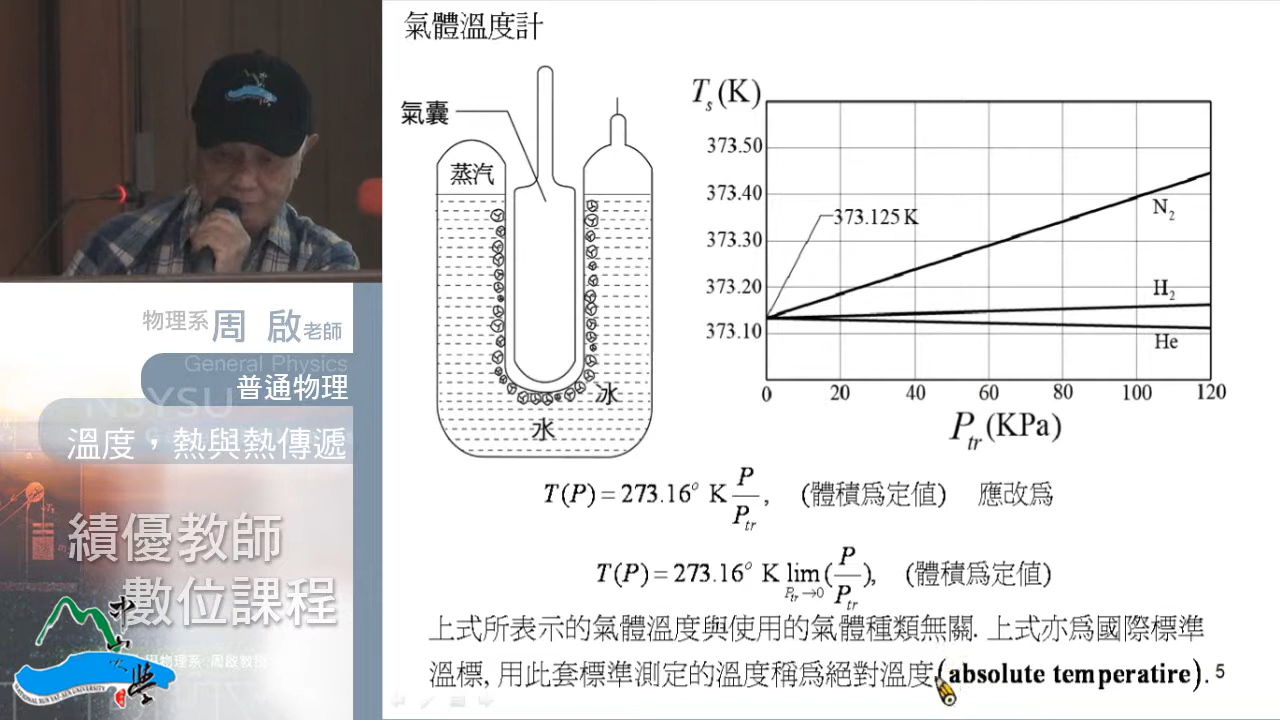 氣體溫度計
氣囊
蒸汽
冰
水
T_s(K)
373.50
373.40
373.30
373.20
373.10
373.125 K
N₂
H₂
He
0 20 40 60 80 100 120
P_tr(KPa)
T(P) = 273.16° K P/P_tr, (體積為定值) 應改為
T(P) = 273.16° K lim_{P_tr→0}(P/P_tr), (體積為定值)
上式所表示的氣體溫度與使用的氣體種類無關. 上式亦為國際標準
溫標, 用此套標準測定的溫度稱為絕對溫度(absolute temperatire). 5
物理系 周 啟 老師
General Physics
普通物理
NSYSU
溫度，熱與熱傳遞
績優教師
數位課程